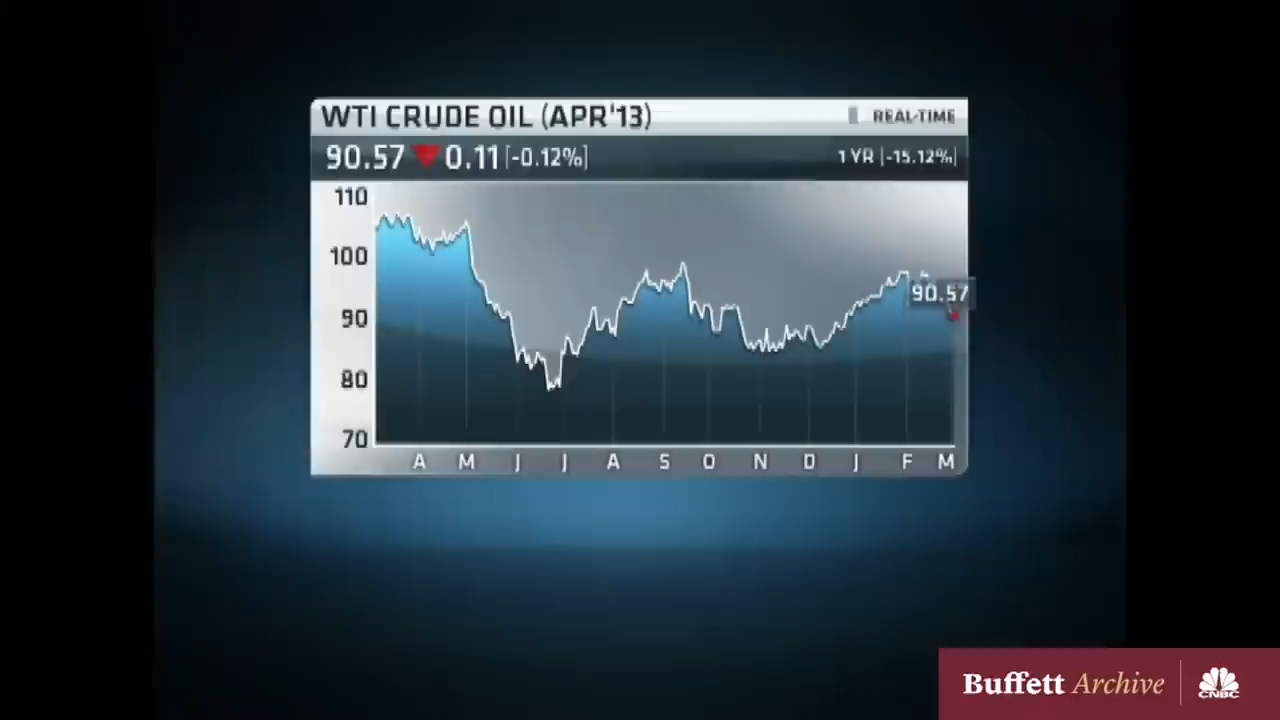 WTI CRUDE OIL (APR'13) REAL-TIME
90.57 0.11 [-0.12%] 1 YR [-15.12%]
110
100
90.57
90
80
70
A M J J A S O N D J F M
Buffett Archive CNBC